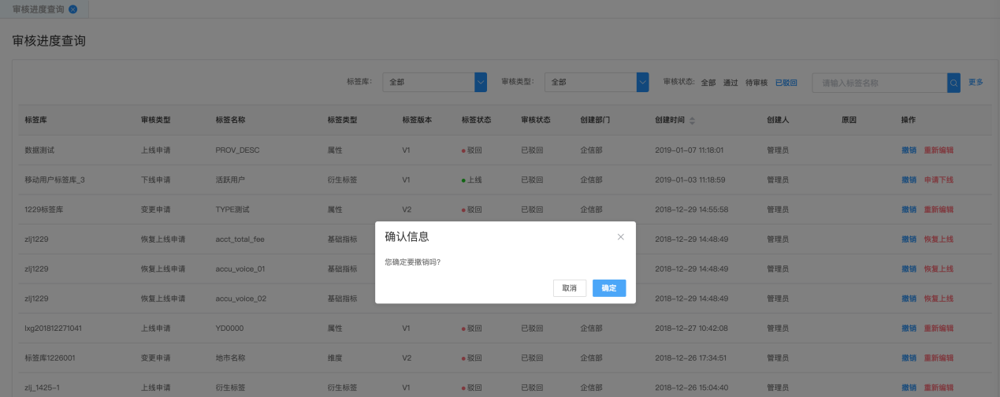 审核进度查询
审核进度查询
标签库: 全部 审核类型: 全部 审核状态: 全部 通过 待审核 已驳回 请输入标签名称 更多
标签库 审核类型 标签名称 标签类型 标签版本 标签状态 审核状态 创建部门 创建时间 创建人 原因 操作
数据测试 上线申请 PROV_DESC 属性 V1 驳回 已驳回 企信部 2019-01-07 11:18:01 管理员 撤销 重新编辑
移动用户标签库_3 下线申请 活跃用户 衍生标签 V1 上线 已驳回 企信部 2019-01-03 11:18:59 管理员 撤销 申请下线
1229标签库 变更申请 TYPE测试 属性 V2 驳回 已驳回 企信部 2018-12-29 14:55:58 管理员 撤销 重新编辑
zlj1229 恢复上线申请 acct_total_fee 基础指标 2018-12-29 14:48:49 管理员 撤销 恢复上线
zlj1229 恢复上线申请 accu_voice_01 基础指标 2018-12-29 14:48:49 管理员 撤销 恢复上线
zlj1229 恢复上线申请 accu_voice_02 基础指标 2018-12-29 14:48:49 管理员 撤销 恢复上线
lxg201812271041 上线申请 YD0000 属性 V1 驳回 已驳回 企信部 2018-12-27 10:42:08 管理员 撤销 重新编辑
标签库1226001 变更申请 地市名称 维度 V2 驳回 已驳回 企信部 2018-12-26 17:34:51 管理员 撤销 重新编辑
zlj_1425-1 上线申请 衍生标签 衍生标签 V1 驳回 已驳回 企信部 2018-12-26 15:04:40 管理员 撤销 重新编辑
确认信息
您确定要撤销吗?
取消 确定